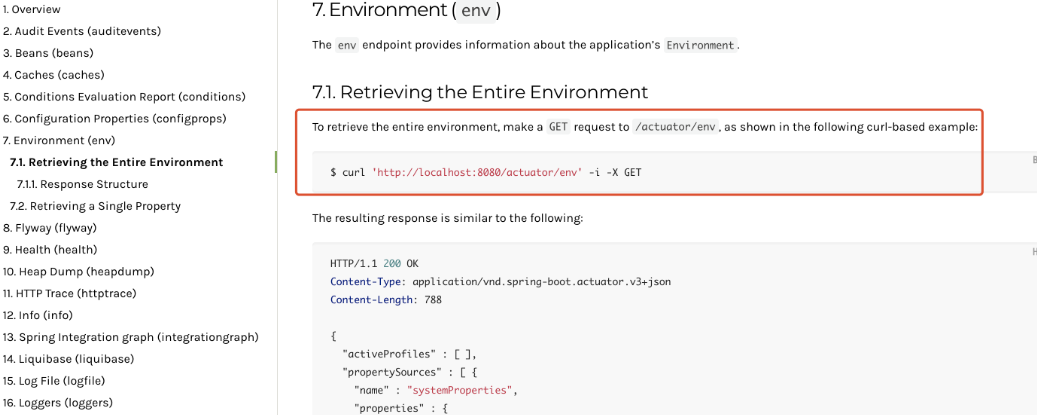 1. Overview
2. Audit Events (auditevents)
3. Beans (beans)
4. Caches (caches)
5. Conditions Evaluation Report (conditions)
6. Configuration Properties (configprops)
7. Environment (env)
7.1. Retrieving the Entire Environment
7.1.1. Response Structure
7.2. Retrieving a Single Property
8. Flyway (flyway)
9. Health (health)
10. Heap Dump (heapdump)
11. HTTP Trace (httptrace)
12. Info (info)
13. Spring Integration graph (integrationgraph)
14. Liquibase (liquibase)
15. Log File (logfile)
16. Loggers (loggers)
7. Environment (env)
The env endpoint provides information about the application's Environment.
7.1. Retrieving the Entire Environment
To retrieve the entire environment, make a GET request to /actuator/env, as shown in the following curl-based example:
$ curl 'http://localhost:8080/actuator/env' -i -X GET
The resulting response is similar to the following:
HTTP/1.1 200 OK
Content-Type: application/vnd.spring-boot.actuator.v3+json
Content-Length: 788
{
"activeProfiles" : [ ],
"propertySources" : [ {
"name" : "systemProperties",
"properties" : {